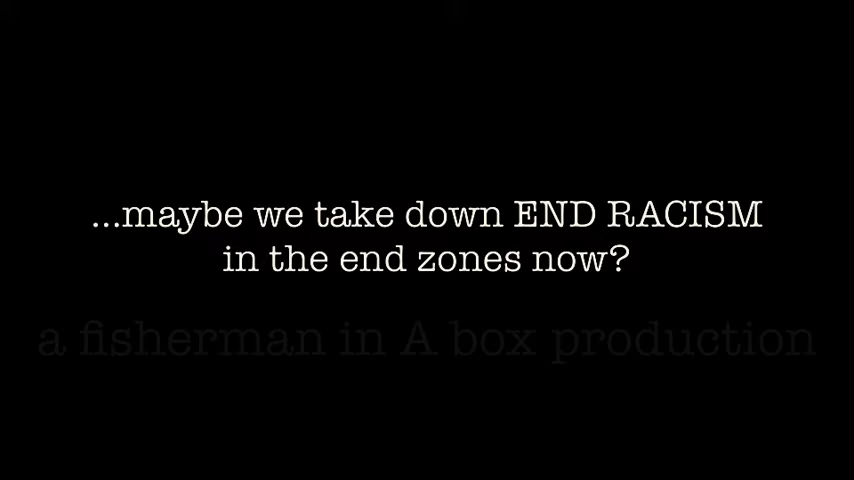 ...maybe we take down END RACISM
in the end zones now?
a fisherman in A box production